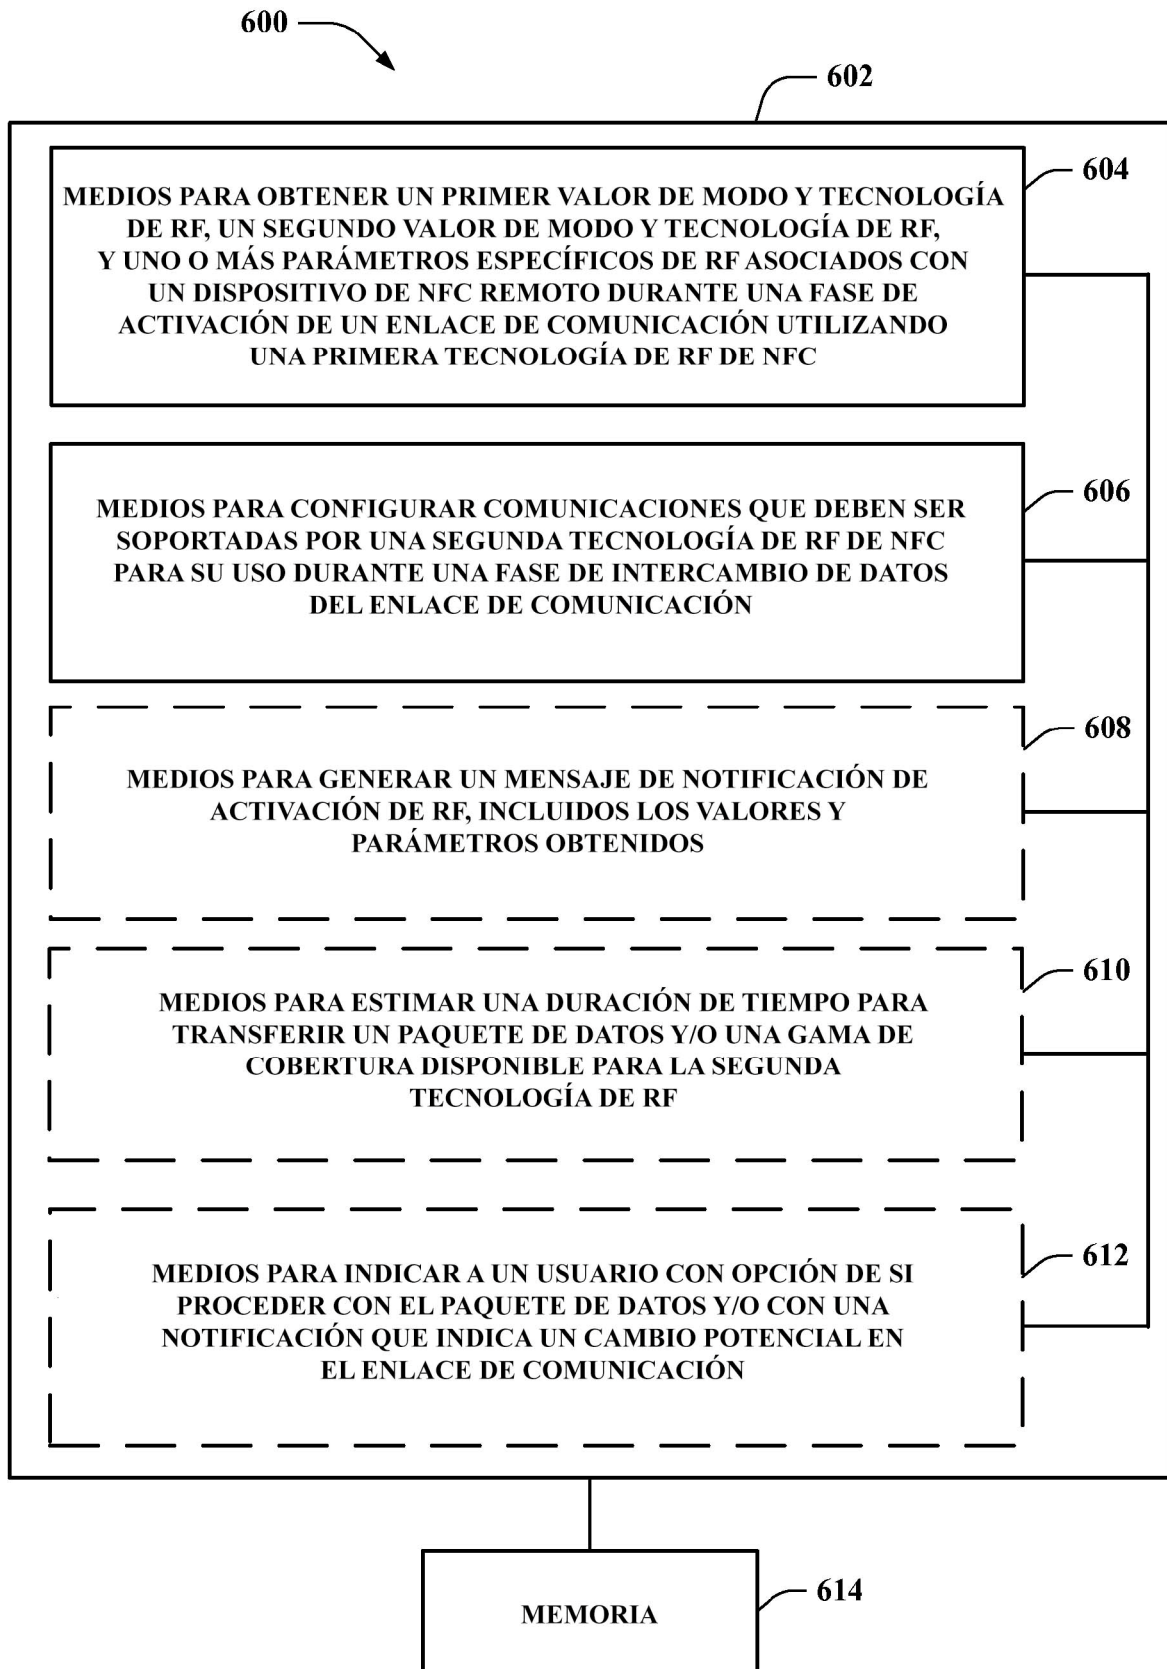 600
602
604
MEDIOS PARA OBTENER UN PRIMER VALOR DE MODO Y TECNOLOGÍA
DE RF, UN SEGUNDO VALOR DE MODO Y TECNOLOGÍA DE RF,
Y UNO O MÁS PARÁMETROS ESPECÍFICOS DE RF ASOCIADOS CON
UN DISPOSITIVO DE NFC REMOTO DURANTE UNA FASE DE
ACTIVACIÓN DE UN ENLACE DE COMUNICACIÓN UTILIZANDO
UNA PRIMERA TECNOLOGÍA DE RF DE NFC
606
MEDIOS PARA CONFIGURAR COMUNICACIONES QUE DEBEN SER
SOPORTADAS POR UNA SEGUNDA TECNOLOGÍA DE RF DE NFC
PARA SU USO DURANTE UNA FASE DE INTERCAMBIO DE DATOS
DEL ENLACE DE COMUNICACIÓN
608
MEDIOS PARA GENERAR UN MENSAJE DE NOTIFICACIÓN DE
ACTIVACIÓN DE RF, INCLUIDOS LOS VALORES Y
PARÁMETROS OBTENIDOS
610
MEDIOS PARA ESTIMAR UNA DURACIÓN DE TIEMPO PARA
TRANSFERIR UN PAQUETE DE DATOS Y/O UNA GAMA DE
COBERTURA DISPONIBLE PARA LA SEGUNDA
TECNOLOGÍA DE RF
612
MEDIOS PARA INDICAR A UN USUARIO CON OPCIÓN DE SI
PROCEDER CON EL PAQUETE DE DATOS Y/O CON UNA
NOTIFICACIÓN QUE INDICA UN CAMBIO POTENCIAL EN
EL ENLACE DE COMUNICACIÓN
614
MEMORIA